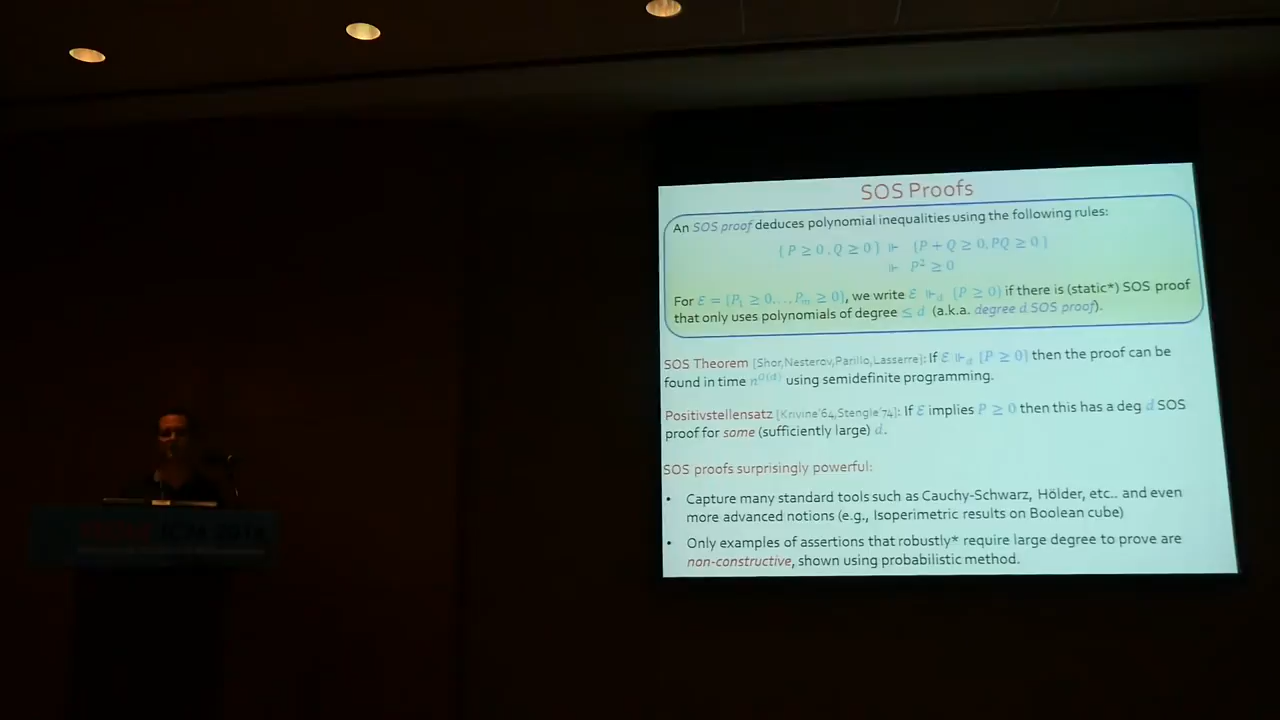 SOS Proofs
An SOS proof deduces polynomial inequalities using the following rules:
{ P ≥ 0 , Q ≥ 0 } ⊩ {P + Q ≥ 0, PQ ≥ 0 }
⊩ P² ≥ 0
For ℰ = {P₁ ≥ 0, … , Pₘ ≥ 0}, we write ℰ ⊩_d {P ≥ 0} if there is (static*) SOS proof
that only uses polynomials of degree ≤ d (a.k.a. degree d SOS proof).
SOS Theorem [Shor,Nesterov,Parillo,Lasserre]: If ℰ ⊩_d {P ≥ 0} then the proof can be
found in time n^{O(d)} using semidefinite programming.
Positivstellensatz [Krivine'64,Stengle'74]: If ℰ implies P ≥ 0 then this has a deg d SOS
proof for some (sufficiently large) d.
SOS proofs surprisingly powerful:
• Capture many standard tools such as Cauchy-Schwarz, Hölder, etc.. and even
more advanced notions (e.g., Isoperimetric results on Boolean cube)
• Only examples of assertions that robustly* require large degree to prove are
non-constructive, shown using probabilistic method.
ICM 2014